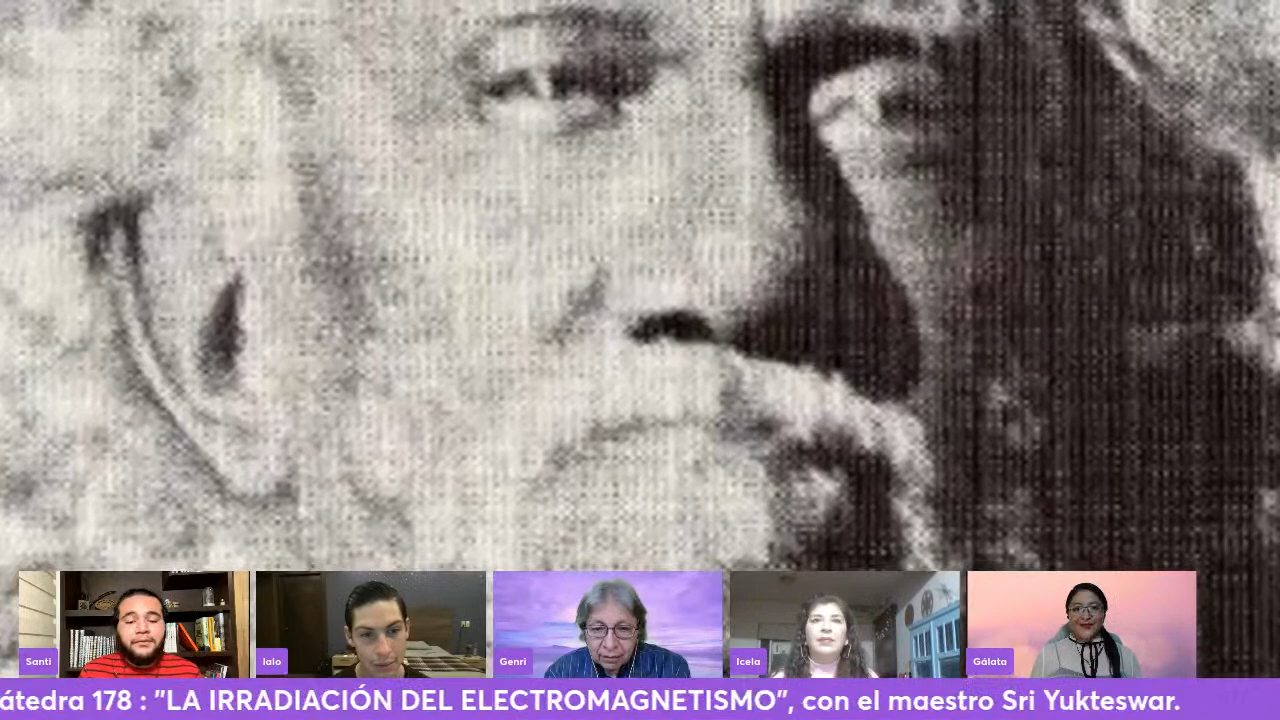 Santi
lalo
Genri
Icela
Gálata
átedra 178 : "LA IRRADIACIÓN DEL ELECTROMAGNETISMO", con el maestro Sri Yukteswar.